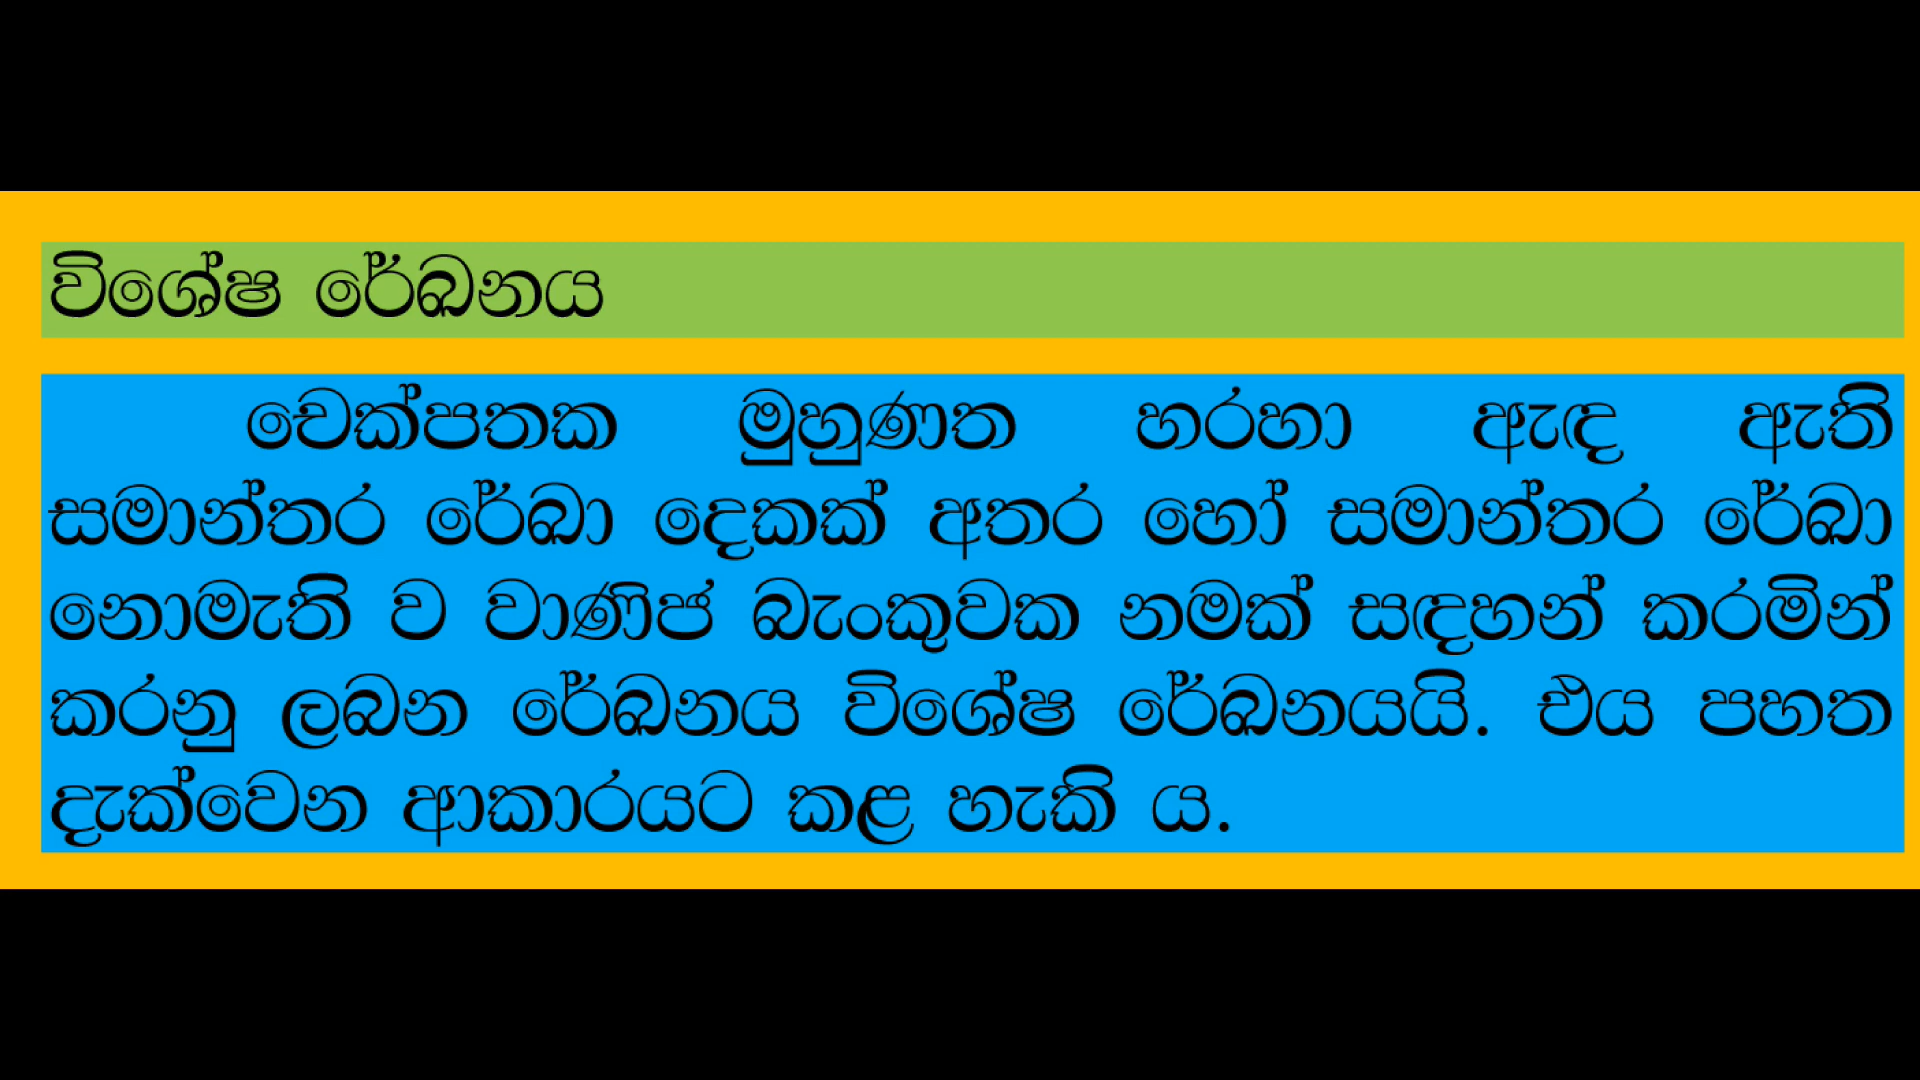 විශේෂ රේඛනය
චෙක්පතක මුහුණත හරහා ඇඳ ඇති
සමාන්තර රේඛා දෙකක් අතර හෝ සමාන්තර රේඛා
නොමැති ව වාණිජ බැංකුවක නමක් සඳහන් කරමින්
කරනු ලබන රේඛනය විශේෂ රේඛනයයි. එය පහත
දැක්වෙන ආකාරයට කළ හැකි ය.